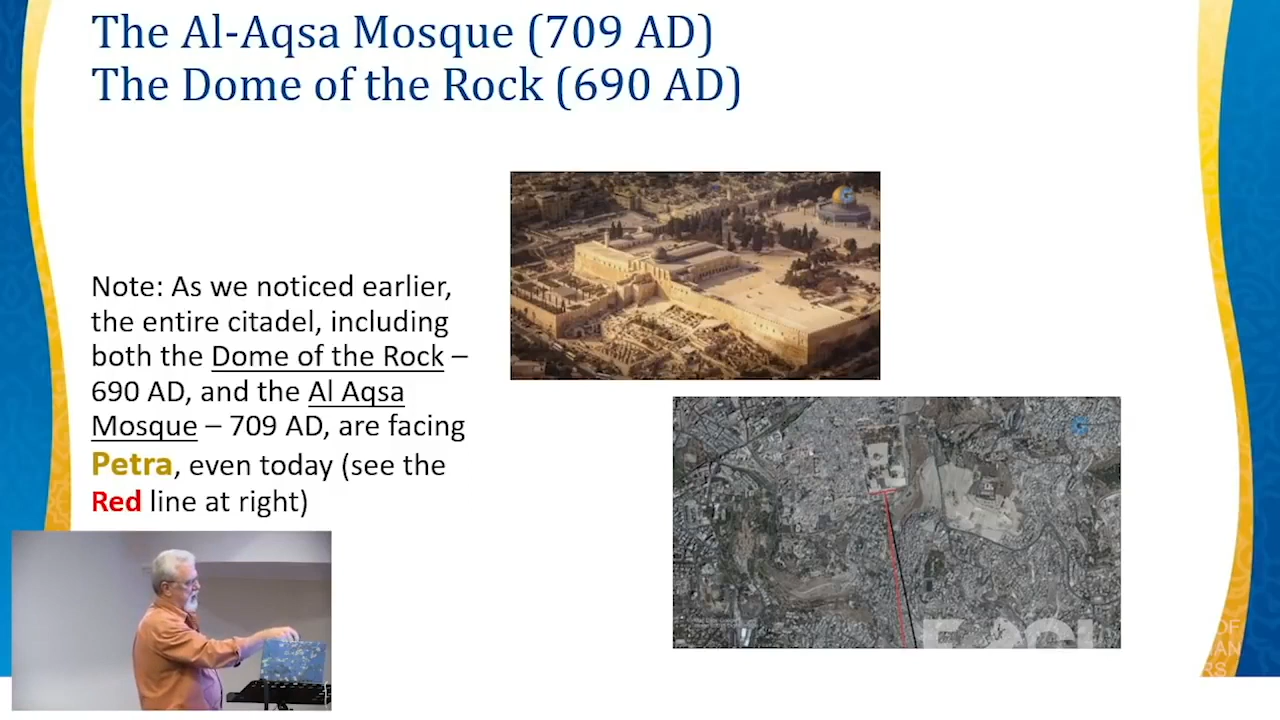 The Al-Aqsa Mosque (709 AD)
The Dome of the Rock (690 AD)
Note: As we noticed earlier,
the entire citadel, including
both the Dome of the Rock –
690 AD, and the Al Aqsa
Mosque – 709 AD, are facing
Petra, even today (see the
Red line at right)
OF